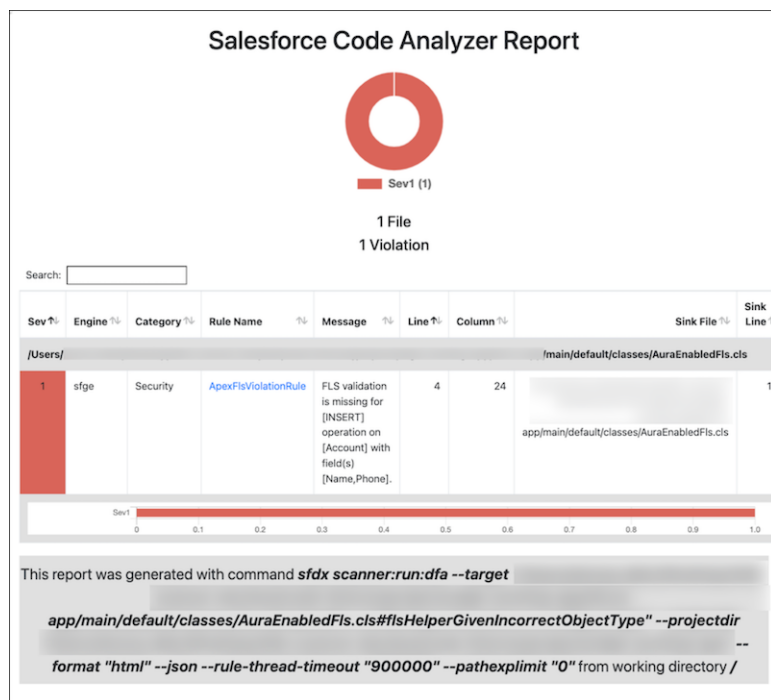 Salesforce Code Analyzer Report
Sev1 (1)
1 File
1 Violation
Search:
Sev Engine Category Rule Name Message Line Column Sink File Sink Line
/Users/ /main/default/classes/AuraEnabledFls.cls
1 sfge Security ApexFlsViolationRule FLS validation 4 24
is missing for
[INSERT]
operation on
[Account] with
field(s)
[Name,Phone].
app/main/default/classes/AuraEnabledFls.cls
Sev1
0 0.1 0.2 0.3 0.4 0.5 0.6 0.7 0.8 0.9 1.0
This report was generated with command sfdx scanner:run:dfa --target
app/main/default/classes/AuraEnabledFls.cls#flsHelperGivenIncorrectObjectType" --projectdir
--
format "html" --json --rule-thread-timeout "900000" --pathexplimit "0" from working directory /